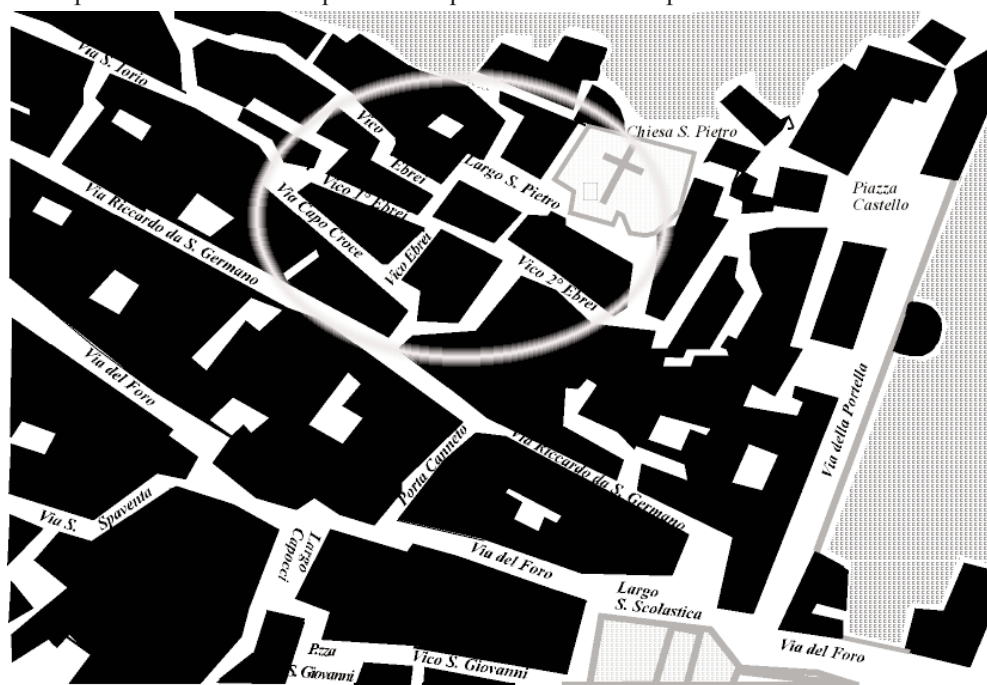 Via S. Iorio
Vico
Ebrei
Chiesa S. Pietro
Largo S. Pietro
Vico 1° Ebrei
Piazza
Castello
Via Capo Croce
Via Riccardo da S. Germano
Vico Ebrei
Vico 2° Ebrei
Via del Foro
Via della Portella
Porta Canneto
Via Riccardo da S. Germano
Via S. Spaventa
Largo
Capocci
Via del Foro
Largo
S. Scolastica
Via del Foro
P.zza
S. Giovanni
Vico S. Giovanni